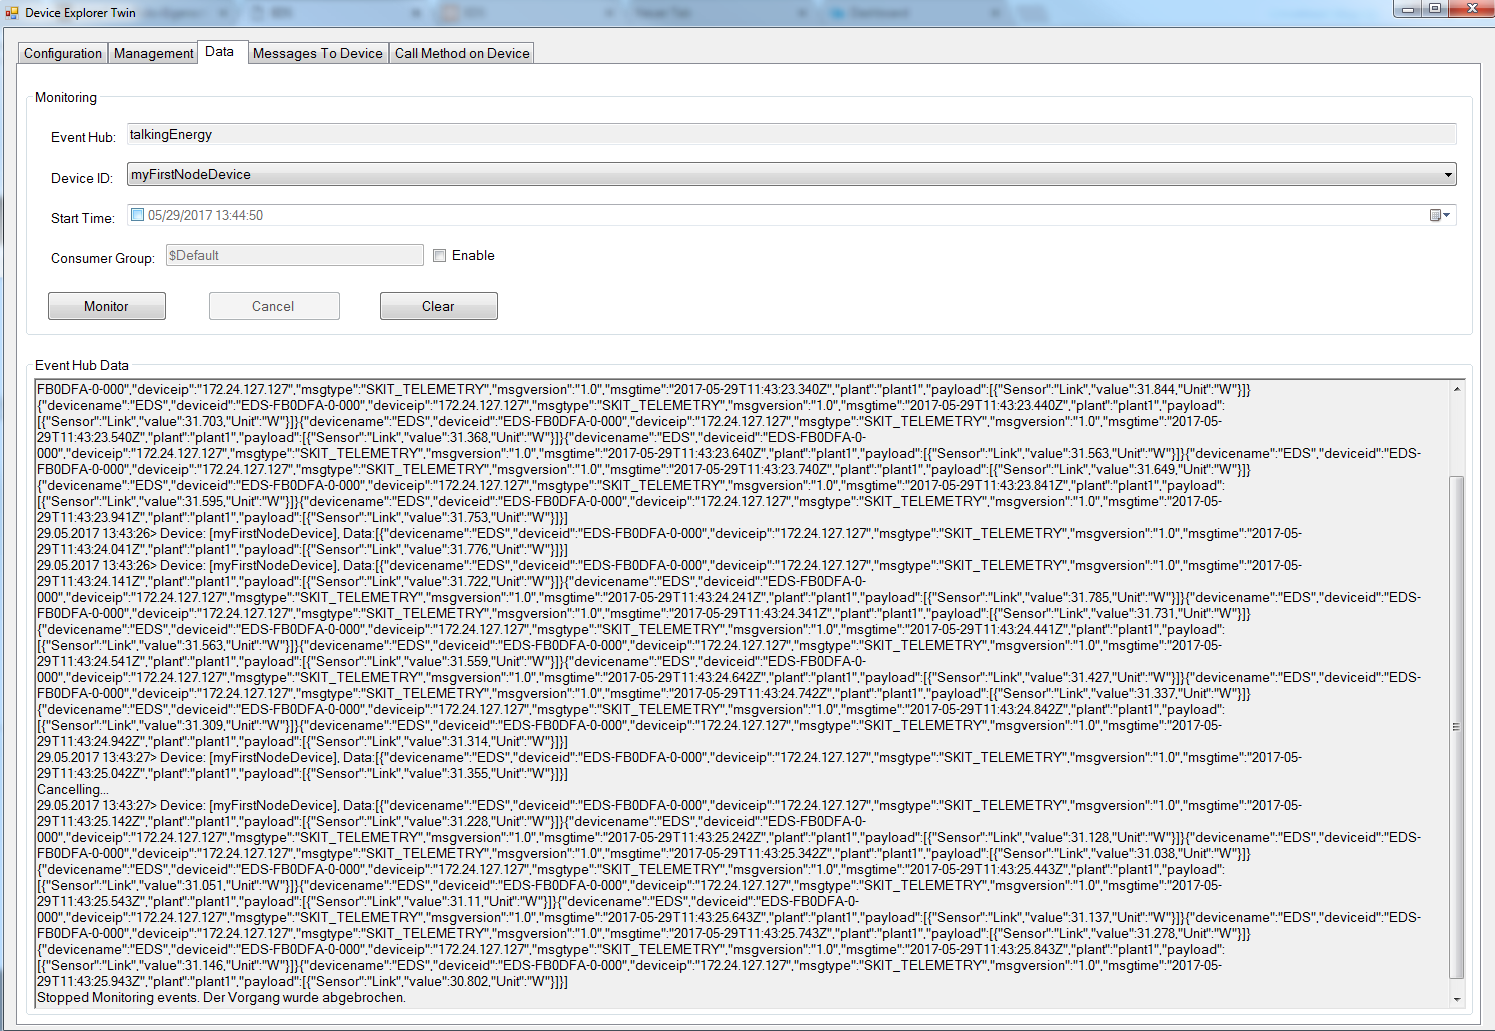 Device Explorer Twin
Configuration Management Data Messages To Device Call Method on Device
Monitoring
Event Hub: talkingEnergy
Device ID: myFirstNodeDevice
Start Time: 05/29/2017 13:44:50
Consumer Group: $Default Enable
Monitor Cancel Clear
Event Hub Data
FB0DFA-0-000","deviceip":"172.24.127.127","msgtype":"SKIT_TELEMETRY","msgversion":"1.0","msgtime":"2017-05-29T11:43:23.340Z","plant":"plant1","payload":[{"Sensor":"Link","value":31.844,"Unit":"W"}]}
{"devicename":"EDS","deviceid":"EDS-FB0DFA-0-000","deviceip":"172.24.127.127","msgtype":"SKIT_TELEMETRY","msgversion":"1.0","msgtime":"2017-05-29T11:43:23.440Z","plant":"plant1","payload":
[{"Sensor":"Link","value":31.703,"Unit":"W"}]}{"devicename":"EDS","deviceid":"EDS-FB0DFA-0-000","deviceip":"172.24.127.127","msgtype":"SKIT_TELEMETRY","msgversion":"1.0","msgtime":"2017-05-
29T11:43:23.540Z","plant":"plant1","payload":[{"Sensor":"Link","value":31.368,"Unit":"W"}]}{"devicename":"EDS","deviceid":"EDS-FB0DFA-0-
000","deviceip":"172.24.127.127","msgtype":"SKIT_TELEMETRY","msgversion":"1.0","msgtime":"2017-05-29T11:43:23.640Z","plant":"plant1","payload":[{"Sensor":"Link","value":31.563,"Unit":"W"}]}{"devicename":"EDS","deviceid":"EDS-
FB0DFA-0-000","deviceip":"172.24.127.127","msgtype":"SKIT_TELEMETRY","msgversion":"1.0","msgtime":"2017-05-29T11:43:23.740Z","plant":"plant1","payload":[{"Sensor":"Link","value":31.649,"Unit":"W"}]}
{"devicename":"EDS","deviceid":"EDS-FB0DFA-0-000","deviceip":"172.24.127.127","msgtype":"SKIT_TELEMETRY","msgversion":"1.0","msgtime":"2017-05-29T11:43:23.841Z","plant":"plant1","payload":
[{"Sensor":"Link","value":31.595,"Unit":"W"}]}{"devicename":"EDS","deviceid":"EDS-FB0DFA-0-000","deviceip":"172.24.127.127","msgtype":"SKIT_TELEMETRY","msgversion":"1.0","msgtime":"2017-05-
29T11:43:23.941Z","plant":"plant1","payload":[{"Sensor":"Link","value":31.753,"Unit":"W"}]}]
29.05.2017 13:43:26> Device: [myFirstNodeDevice], Data:[{"devicename":"EDS","deviceid":"EDS-FB0DFA-0-000","deviceip":"172.24.127.127","msgtype":"SKIT_TELEMETRY","msgversion":"1.0","msgtime":"2017-05-
29T11:43:24.041Z","plant":"plant1","payload":[{"Sensor":"Link","value":31.776,"Unit":"W"}]}]
29.05.2017 13:43:26> Device: [myFirstNodeDevice], Data:[{"devicename":"EDS","deviceid":"EDS-FB0DFA-0-000","deviceip":"172.24.127.127","msgtype":"SKIT_TELEMETRY","msgversion":"1.0","msgtime":"2017-05-
29T11:43:24.141Z","plant":"plant1","payload":[{"Sensor":"Link","value":31.722,"Unit":"W"}]}{"devicename":"EDS","deviceid":"EDS-FB0DFA-0-
000","deviceip":"172.24.127.127","msgtype":"SKIT_TELEMETRY","msgversion":"1.0","msgtime":"2017-05-29T11:43:24.241Z","plant":"plant1","payload":[{"Sensor":"Link","value":31.785,"Unit":"W"}]}{"devicename":"EDS","deviceid":"EDS-
FB0DFA-0-000","deviceip":"172.24.127.127","msgtype":"SKIT_TELEMETRY","msgversion":"1.0","msgtime":"2017-05-29T11:43:24.341Z","plant":"plant1","payload":[{"Sensor":"Link","value":31.731,"Unit":"W"}]}
{"devicename":"EDS","deviceid":"EDS-FB0DFA-0-000","deviceip":"172.24.127.127","msgtype":"SKIT_TELEMETRY","msgversion":"1.0","msgtime":"2017-05-29T11:43:24.441Z","plant":"plant1","payload":
[{"Sensor":"Link","value":31.563,"Unit":"W"}]}{"devicename":"EDS","deviceid":"EDS-FB0DFA-0-000","deviceip":"172.24.127.127","msgtype":"SKIT_TELEMETRY","msgversion":"1.0","msgtime":"2017-05-
29T11:43:24.541Z","plant":"plant1","payload":[{"Sensor":"Link","value":31.559,"Unit":"W"}]}{"devicename":"EDS","deviceid":"EDS-FB0DFA-0-
000","deviceip":"172.24.127.127","msgtype":"SKIT_TELEMETRY","msgversion":"1.0","msgtime":"2017-05-29T11:43:24.642Z","plant":"plant1","payload":[{"Sensor":"Link","value":31.427,"Unit":"W"}]}{"devicename":"EDS","deviceid":"EDS-
FB0DFA-0-000","deviceip":"172.24.127.127","msgtype":"SKIT_TELEMETRY","msgversion":"1.0","msgtime":"2017-05-29T11:43:24.742Z","plant":"plant1","payload":[{"Sensor":"Link","value":31.337,"Unit":"W"}]}
{"devicename":"EDS","deviceid":"EDS-FB0DFA-0-000","deviceip":"172.24.127.127","msgtype":"SKIT_TELEMETRY","msgversion":"1.0","msgtime":"2017-05-29T11:43:24.842Z","plant":"plant1","payload":
[{"Sensor":"Link","value":31.309,"Unit":"W"}]}{"devicename":"EDS","deviceid":"EDS-FB0DFA-0-000","deviceip":"172.24.127.127","msgtype":"SKIT_TELEMETRY","msgversion":"1.0","msgtime":"2017-05-
29T11:43:24.942Z","plant":"plant1","payload":[{"Sensor":"Link","value":31.314,"Unit":"W"}]}]
29.05.2017 13:43:27> Device: [myFirstNodeDevice], Data:[{"devicename":"EDS","deviceid":"EDS-FB0DFA-0-000","deviceip":"172.24.127.127","msgtype":"SKIT_TELEMETRY","msgversion":"1.0","msgtime":"2017-05-
29T11:43:25.042Z","plant":"plant1","payload":[{"Sensor":"Link","value":31.355,"Unit":"W"}]}]
Cancelling...
29.05.2017 13:43:27> Device: [myFirstNodeDevice], Data:[{"devicename":"EDS","deviceid":"EDS-FB0DFA-0-000","deviceip":"172.24.127.127","msgtype":"SKIT_TELEMETRY","msgversion":"1.0","msgtime":"2017-05-
29T11:43:25.142Z","plant":"plant1","payload":[{"Sensor":"Link","value":31.228,"Unit":"W"}]}{"devicename":"EDS","deviceid":"EDS-FB0DFA-0-
000","deviceip":"172.24.127.127","msgtype":"SKIT_TELEMETRY","msgversion":"1.0","msgtime":"2017-05-29T11:43:25.242Z","plant":"plant1","payload":[{"Sensor":"Link","value":31.128,"Unit":"W"}]}{"devicename":"EDS","deviceid":"EDS-
FB0DFA-0-000","deviceip":"172.24.127.127","msgtype":"SKIT_TELEMETRY","msgversion":"1.0","msgtime":"2017-05-29T11:43:25.342Z","plant":"plant1","payload":[{"Sensor":"Link","value":31.038,"Unit":"W"}]}
{"devicename":"EDS","deviceid":"EDS-FB0DFA-0-000","deviceip":"172.24.127.127","msgtype":"SKIT_TELEMETRY","msgversion":"1.0","msgtime":"2017-05-29T11:43:25.443Z","plant":"plant1","payload":
[{"Sensor":"Link","value":31.051,"Unit":"W"}]}{"devicename":"EDS","deviceid":"EDS-FB0DFA-0-000","deviceip":"172.24.127.127","msgtype":"SKIT_TELEMETRY","msgversion":"1.0","msgtime":"2017-05-
29T11:43:25.543Z","plant":"plant1","payload":[{"Sensor":"Link","value":31.11,"Unit":"W"}]}{"devicename":"EDS","deviceid":"EDS-FB0DFA-0-
000","deviceip":"172.24.127.127","msgtype":"SKIT_TELEMETRY","msgversion":"1.0","msgtime":"2017-05-29T11:43:25.643Z","plant":"plant1","payload":[{"Sensor":"Link","value":31.137,"Unit":"W"}]}{"devicename":"EDS","deviceid":"EDS-
FB0DFA-0-000","deviceip":"172.24.127.127","msgtype":"SKIT_TELEMETRY","msgversion":"1.0","msgtime":"2017-05-29T11:43:25.743Z","plant":"plant1","payload":[{"Sensor":"Link","value":31.278,"Unit":"W"}]}
{"devicename":"EDS","deviceid":"EDS-FB0DFA-0-000","deviceip":"172.24.127.127","msgtype":"SKIT_TELEMETRY","msgversion":"1.0","msgtime":"2017-05-29T11:43:25.843Z","plant":"plant1","payload":
[{"Sensor":"Link","value":31.146,"Unit":"W"}]}{"devicename":"EDS","deviceid":"EDS-FB0DFA-0-000","deviceip":"172.24.127.127","msgtype":"SKIT_TELEMETRY","msgversion":"1.0","msgtime":"2017-05-
29T11:43:25.943Z","plant":"plant1","payload":[{"Sensor":"Link","value":30.802,"Unit":"W"}]}]
Stopped Monitoring events. Der Vorgang wurde abgebrochen.